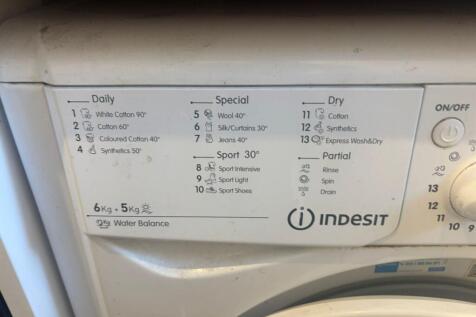 Daily
1 White Cotton 90°
2 Cotton 60°
3 Coloured Cotton 40°
4 Synthetics 50°
6Kg + 5Kg
Water Balance
Special
5 Wool 40°
6 Silk/Curtains 30°
7 Jeans 40°
Sport 30°
8 Sport Intensive
9 Sport Light
10 Sport Shoes
Dry
11 Cotton
12 Synthetics
13 Express Wash&Dry
Partial
Rinse
Spin
Drain
INDESIT
ON/OFF
13
12
11
10
9